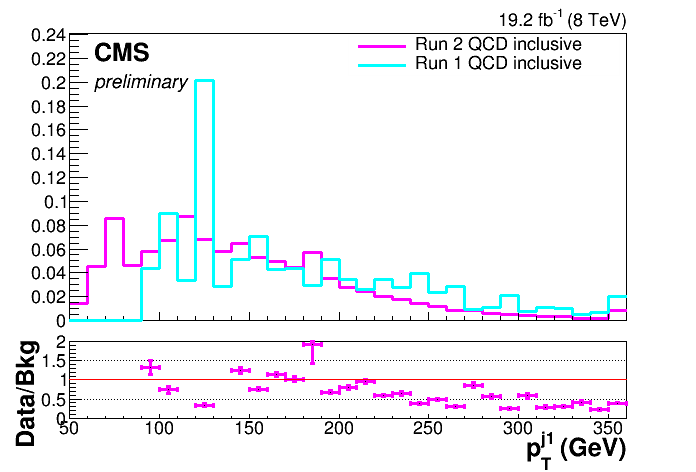 19.2 fb⁻¹ (8 TeV)
CMS
preliminary
Run 2 QCD inclusive
Run 1 QCD inclusive
0.24
0.22
0.2
0.18
0.16
0.14
0.12
0.1
0.08
0.06
0.04
0.02
0
Data/Bkg
2
1.5
1
0.5
0
50 100 150 200 250 300 350
p_T^j1 (GeV)